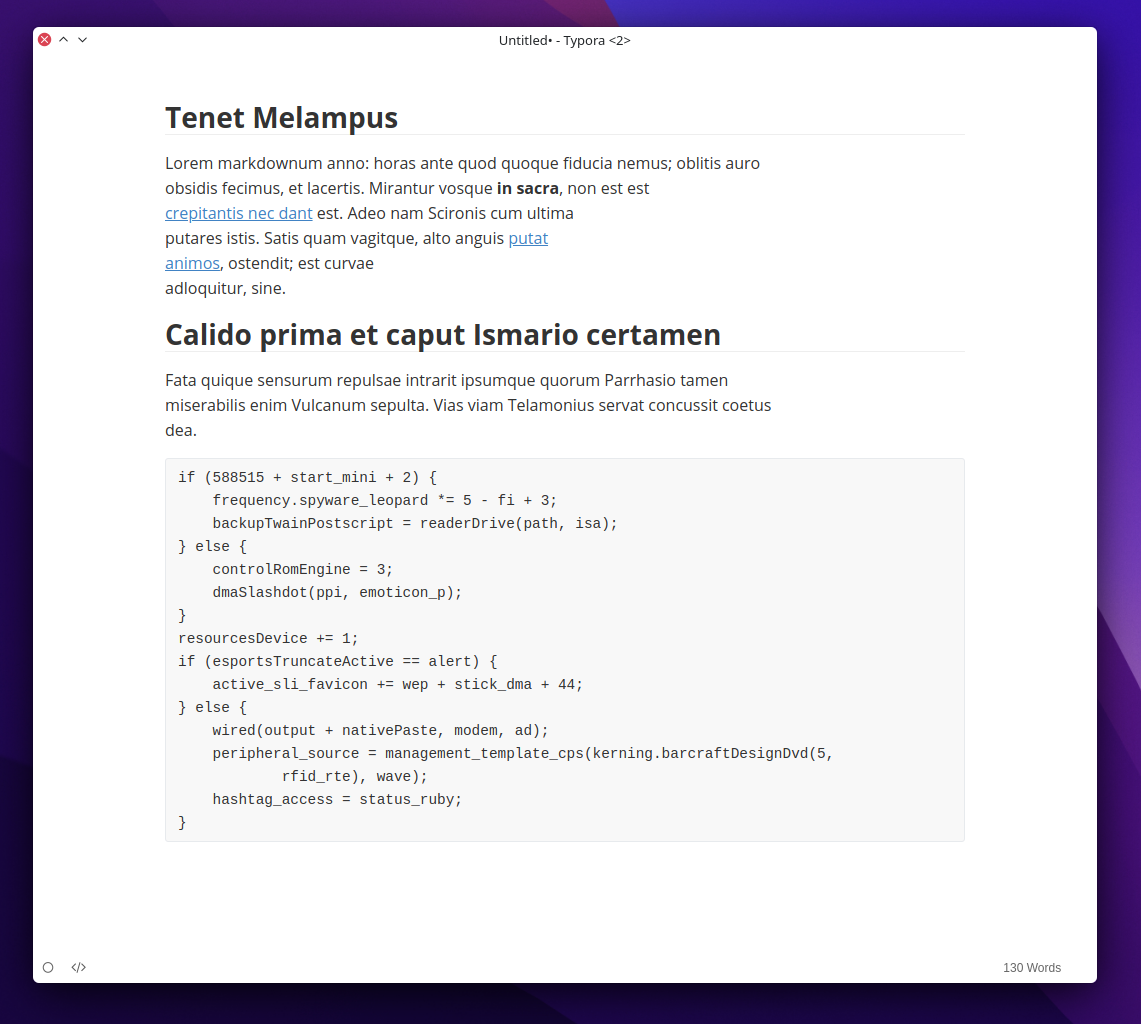 Untitled• - Typora <2>
Tenet Melampus
Lorem markdownum anno: horas ante quod quoque fiducia nemus; oblitis auro
obsidis fecimus, et lacertis. Mirantur vosque in sacra, non est est
crepitantis nec dant est. Adeo nam Scironis cum ultima
putares istis. Satis quam vagitque, alto anguis putat
animos, ostendit; est curvae
adloquitur, sine.
Calido prima et caput Ismario certamen
Fata quique sensurum repulsae intrarit ipsumque quorum Parrhasio tamen
miserabilis enim Vulcanum sepulta. Vias viam Telamonius servat concussit coetus
dea.
if (588515 + start_mini + 2) {
    frequency.spyware_leopard *= 5 - fi + 3;
    backupTwainPostscript = readerDrive(path, isa);
} else {
    controlRomEngine = 3;
    dmaSlashdot(ppi, emoticon_p);
}
resourcesDevice += 1;
if (esportsTruncateActive == alert) {
    active_sli_favicon += wep + stick_dma + 44;
} else {
    wired(output + nativePaste, modem, ad);
    peripheral_source = management_template_cps(kerning.barcraftDesignDvd(5,
            rfid_rte), wave);
    hashtag_access = status_ruby;
}
130 Words